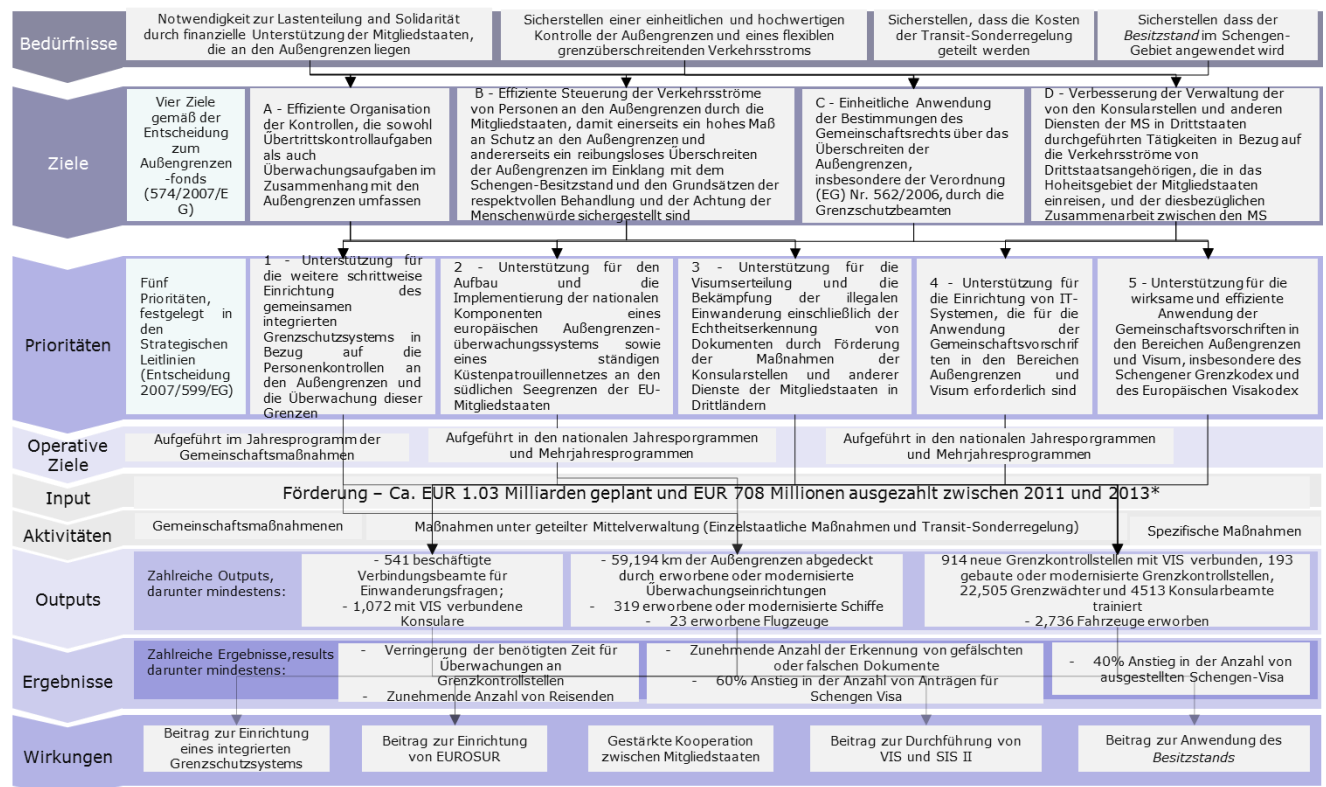 Bedürfnisse
Notwendigkeit zur Lastenteilung and Solidarität
durch finanzielle Unterstützung der Mitgliedstaaten,
die an den Außengrenzen liegen
Sicherstellen einer einheitlichen und hochwertigen
Kontrolle der Außengrenzen und eines flexiblen
grenzüberschreitenden Verkehrsstroms
Sicherstellen, dass die Kosten
der Transit-Sonderregelung
geteilt werden
Sicherstellen dass der
Besitzstand im Schengen-
Gebiet angewendet wird
Ziele
Vier Ziele
gemäß der
Entscheidung
zum
Außengrenzen
-fonds
(574/2007/E
G)
A - Effiziente Organisation
der Kontrollen, die sowohl
Übertrittskontrollaufgaben
als auch
Überwachungsaufgaben im
Zusammenhang mit den
Außengrenzen umfassen
B - Effiziente Steuerung der Verkehrsströme
von Personen an den Außengrenzen durch die
Mitgliedstaaten, damit einerseits ein hohes Maß
an Schutz an den Außengrenzen und
andererseits ein reibungsloses Überschreiten
der Außengrenzen im Einklang mit dem
Schengen-Besitzstand und den Grundsätzen der
respektvollen Behandlung und der Achtung der
Menschenwürde sichergestellt sind
C - Einheitliche Anwendung
der Bestimmungen des
Gemeinschaftsrechts über das
Überschreiten der
Außengrenzen,
insbesondere der Verordnung
(EG) Nr. 562/2006, durch die
Grenzschutzbeamten
D - Verbesserung der Verwaltung der
von den Konsularstellen und anderen
Diensten der MS in Drittstaaten
durchgeführten Tätigkeiten in Bezug auf
die Verkehrsströme von
Drittstaatsangehörigen, die in das
Hoheitsgebiet der Mitgliedstaaten
einreisen, und der diesbezüglichen
Zusammenarbeit zwischen den MS
Prioritäten
Fünf
Prioritäten,
festgelegt in
den
Strategischen
Leitlinien
(Entscheidung
2007/599/EG)
1 - Unterstützung für
die weitere schrittweise
Einrichtung des
gemeinsamen
integrierten
Grenzschutzsystems in
Bezug auf die
Personenkontrollen an
den Außengrenzen und
die Überwachung dieser
Grenzen
2 - Unterstützung für den
Aufbau und die
Implementierung der nationalen
Komponenten eines
europäischen Außengrenzen-
überwachungssystems sowie
eines ständigen
Küstenpatrouillennetzes an den
südlichen Seegrenzen der EU-
Mitgliedstaaten
3 - Unterstützung für die
Visumserteilung und die
Bekämpfung der illegalen
Einwanderung einschließlich der
Echtheitserkennung von
Dokumenten durch Förderung
der Maßnahmen der
Konsularstellen und anderer
Dienste der Mitgliedstaaten in
Drittländern
4 - Unterstützung für
die Einrichtung von IT-
Systemen, die für die
Anwendung der
Gemeinschaftsvorschrif
ten in den Bereichen
Außengrenzen und
Visum erforderlich sind
5 - Unterstützung für die
wirksame und effiziente
Anwendung der
Gemeinschaftsvorschriften in
den Bereichen Außengrenzen
und Visum, insbesondere des
Schengener Grenzkodex und
des Europäischen Visakodex
Operative
Ziele
Aufgeführt im Jahresprogramm der
Gemeinschaftsmaßnahmen
Aufgeführt in den nationalen Jahresporgrammen
und Mehrjahresprogrammen
Aufgeführt in den nationalen Jahresporgrammen
und Mehrjahresprogrammen
Input
Förderung – Ca. EUR 1.03 Milliarden geplant und EUR 708 Millionen ausgezahlt zwischen 2011 und 2013*
Aktivitäten
Gemeinschaftsmaßnahmenen
Maßnahmen unter geteilter Mittelverwaltung (Einzelstaatliche Maßnahmen und Transit-Sonderregelung)
Spezifische Maßnahmen
Outputs
Zahlreiche Outputs,
darunter mindestens:
- 541 beschäftigte
Verbindungsbeamte für
Einwanderungsfragen;
- 1,072 mit VIS verbundene
Konsulare
- 59,194 km der Außengrenzen abgedeckt
durch erworbene oder modernisierte
Überwachungseinrichtungen
- 319 erworbene oder modernisierte Schiffe
- 23 erworbene Flugzeuge
914 neue Grenzkontrollstellen mit VIS verbunden, 193
gebaute oder modernisierte Grenzkontrollstellen,
22,505 Grenzwächter und 4513 Konsularbeamte
trainiert
- 2,736 Fahrzeuge erworben
Ergebnisse
Zahlreiche Ergebnisse,results
darunter mindestens:
- Verringerung der benötigten Zeit für
Überwachungen an
Grenzkontrollstellen
- Zunehmende Anzahl von Reisenden
- Zunehmende Anzahl der Erkennung von gefälschten
oder falschen Dokumente
- 60% Anstieg in der Anzahl von Anträgen für
Schengen Visa
- 40% Anstieg in der Anzahl von
ausgestellten Schengen-Visa
Wirkungen
Beitrag zur Einrichtung
eines integrierten
Grenzschutzsystems
Beitrag zur Einrichtung
von EUROSUR
Gestärkte Kooperation
zwischen Mitgliedstaaten
Beitrag zur Durchführung von
VIS und SIS II
Beitrag zur Anwendung des
Besitzstands